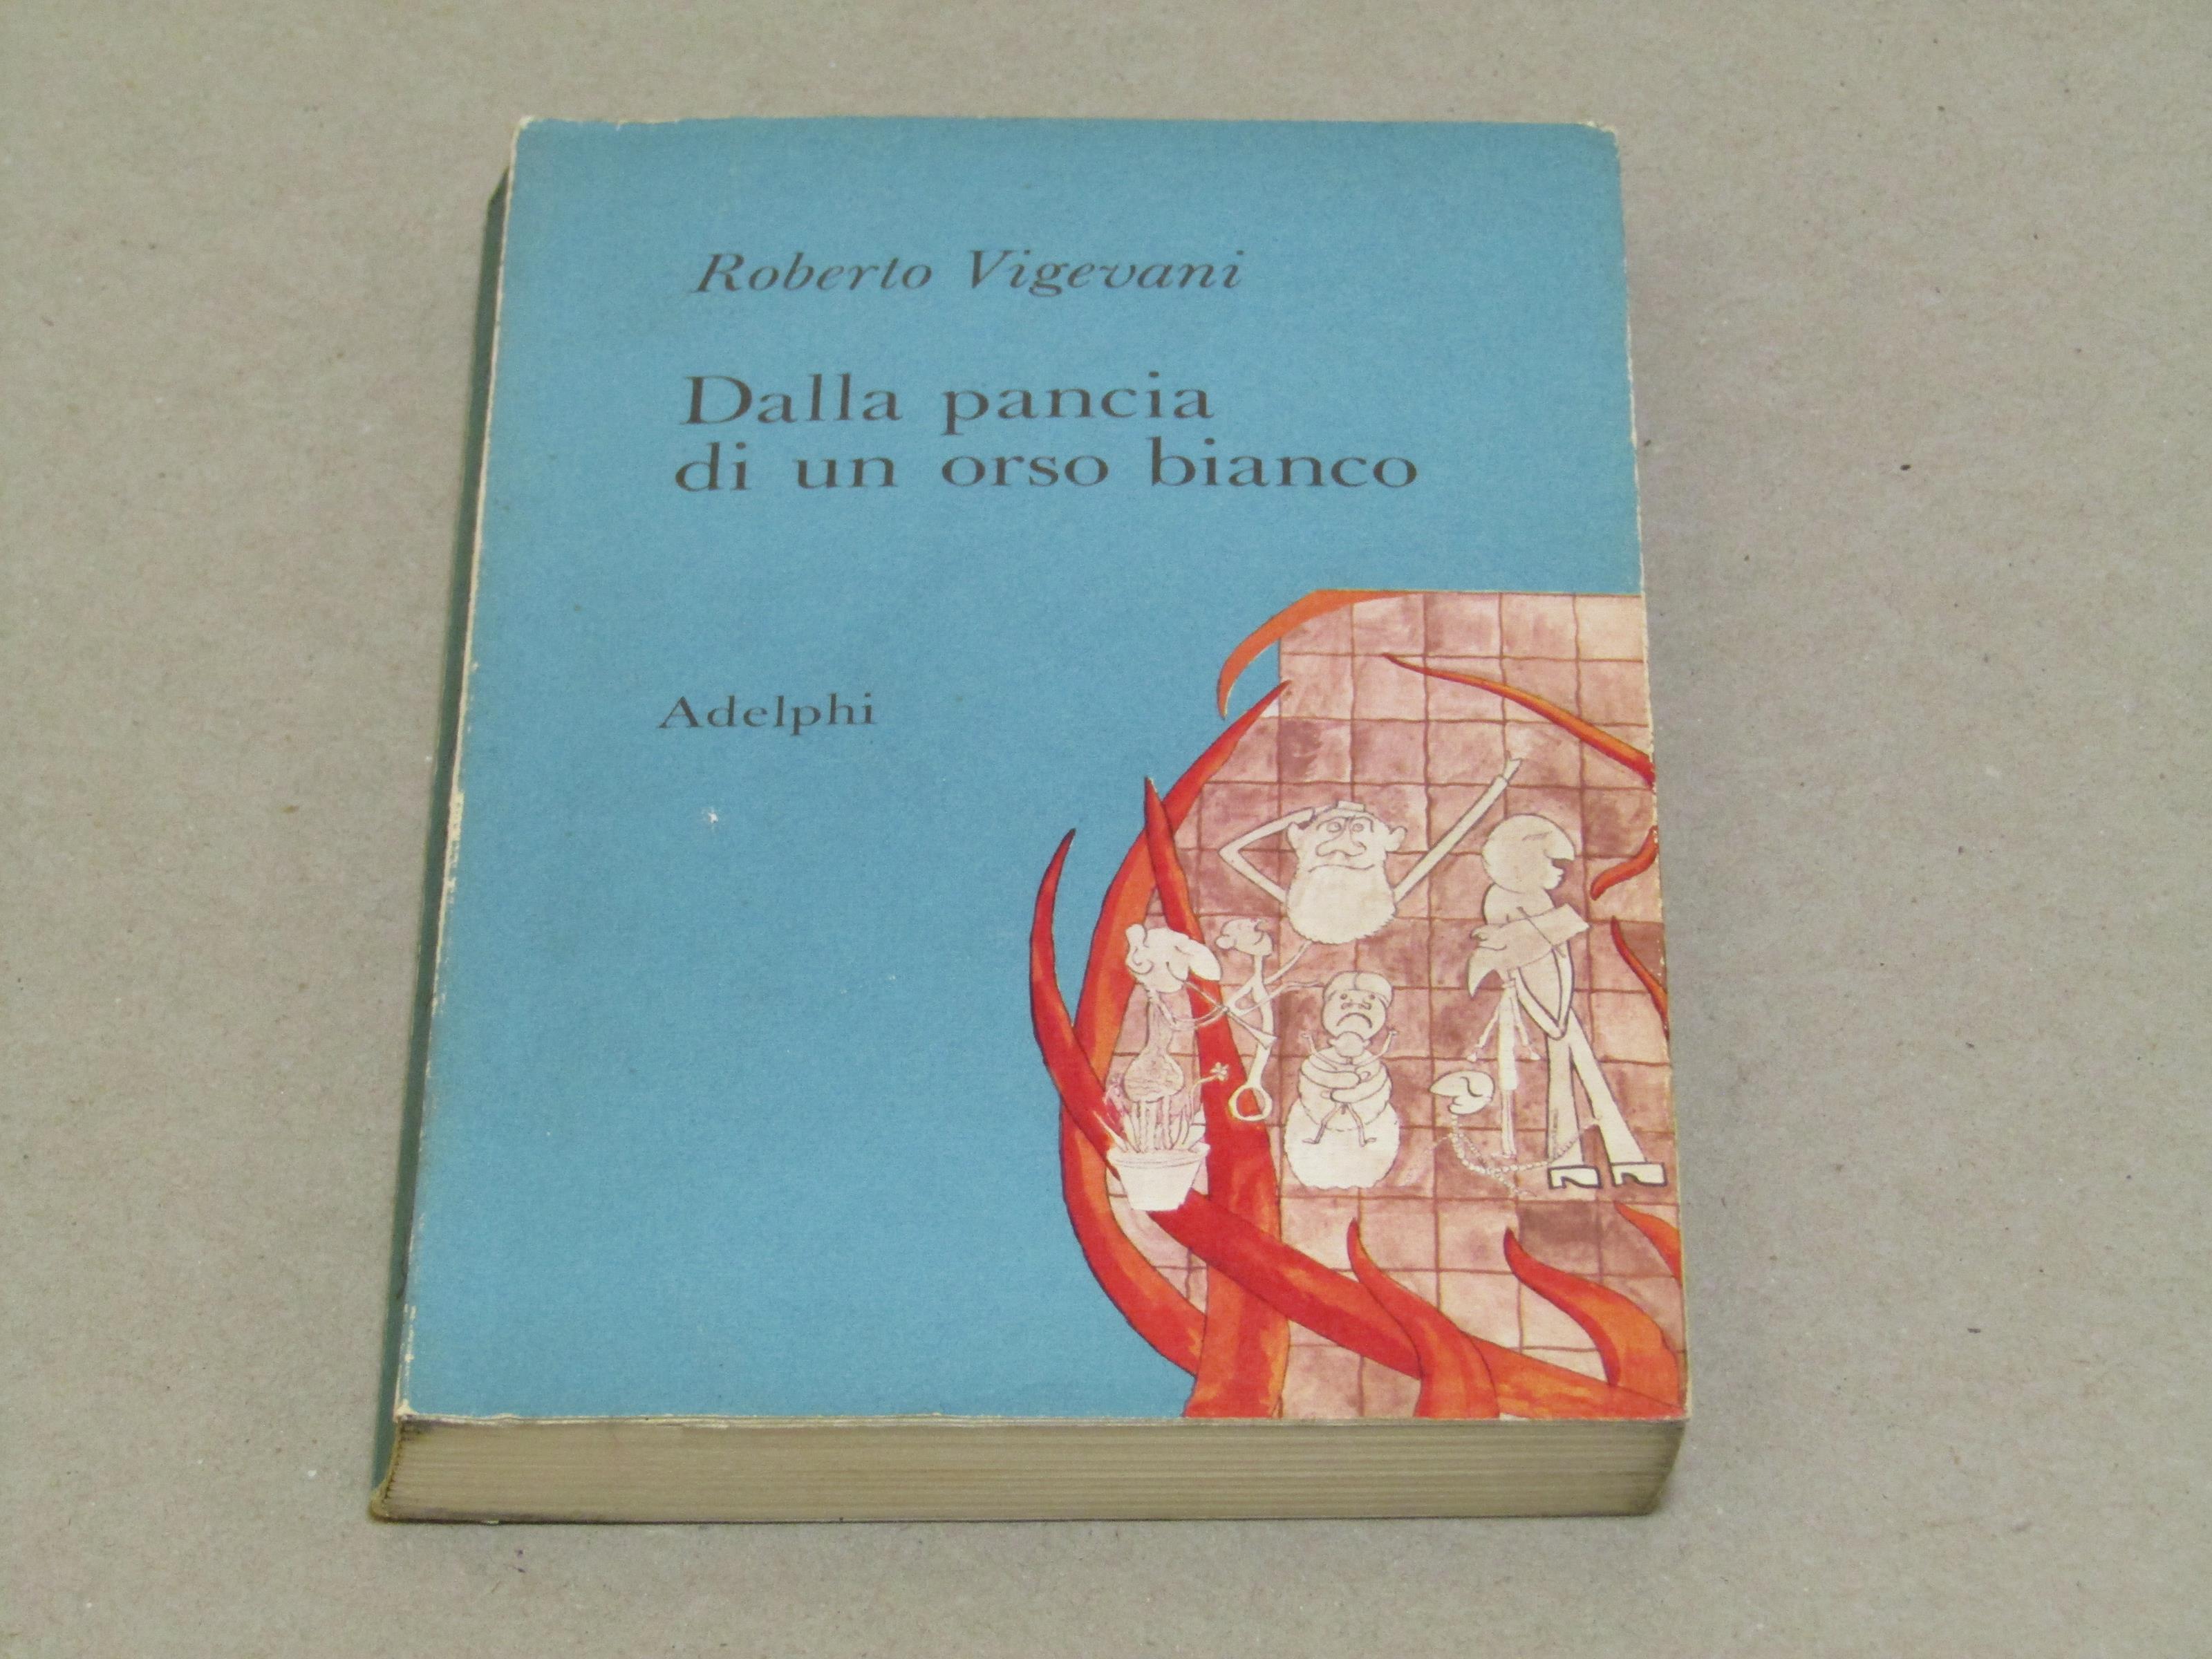 Roberto Vigevani
Dalla pancia
di un orso bianco
Adelphi